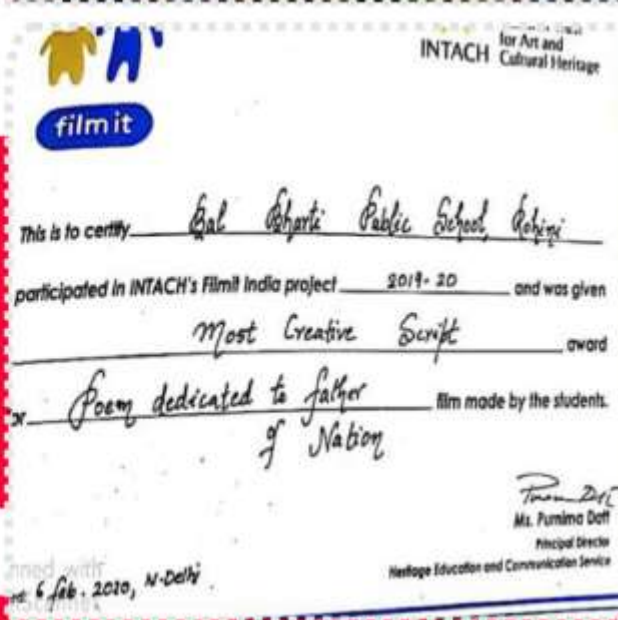 for Art and
INTACH Cultural Heritage
film it
This is to certify Bal Bharti Public School, Rohini
participated in INTACH's Filmit India project 2019-20 and was given
Most Creative Script award
Poem dedicated to father film made by the students.
of Nation
Ms. Purnima Datt
Principal Director
Heritage Education and Communication Service
6 feb. 2020, N-Delhi